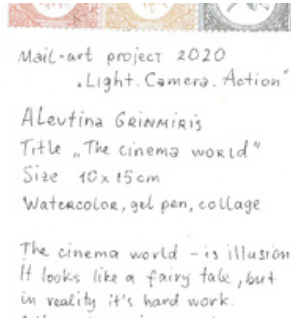 Mail-art project 2020
„Light. Camera. Action"
Alevtina GRINMIRIS
Title „The cinema world"
Size 10x15cm
Watercolor, gel pen, collage
The cinema world - is illusion
It looks like a fairy tale, but
in reality it's hard work.